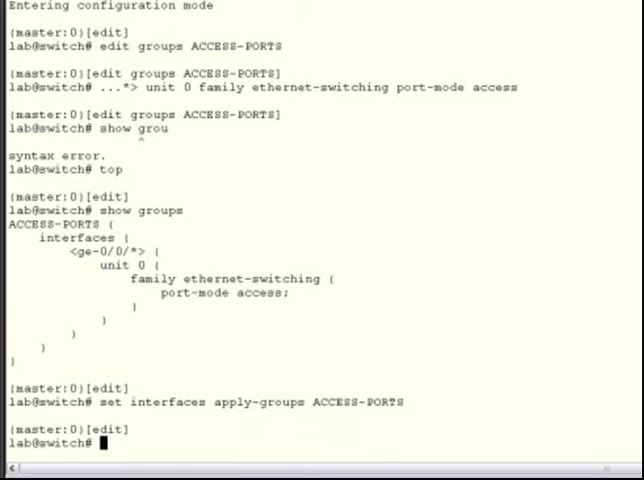 Entering configuration mode
{master:0}[edit]
lab@switch# edit groups ACCESS-PORTS
{master:0}[edit groups ACCESS-PORTS]
lab@switch# ...*> unit 0 family ethernet-switching port-mode access
{master:0}[edit groups ACCESS-PORTS]
lab@switch# show grou
^
syntax error.
lab@switch# top
{master:0}[edit]
lab@switch# show groups
ACCESS-PORTS {
interfaces {
<ge-0/0/*> {
unit 0 {
family ethernet-switching {
port-mode access;
}
}
}
}
}
{master:0}[edit]
lab@switch# set interfaces apply-groups ACCESS-PORTS
{master:0}[edit]
lab@switch#